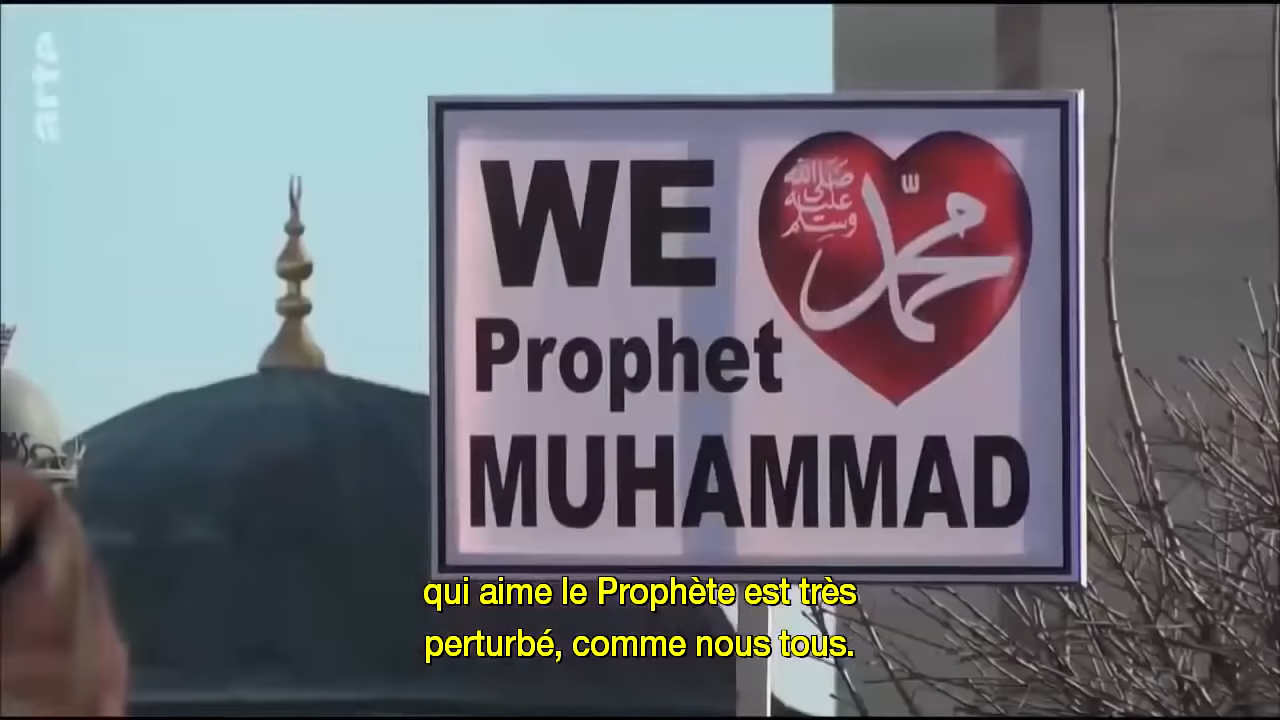 arte
WE
صلى الله
عليه
وسلم
محمد
Prophet
MUHAMMAD
qui aime le Prophète est très
perturbé, comme nous tous.